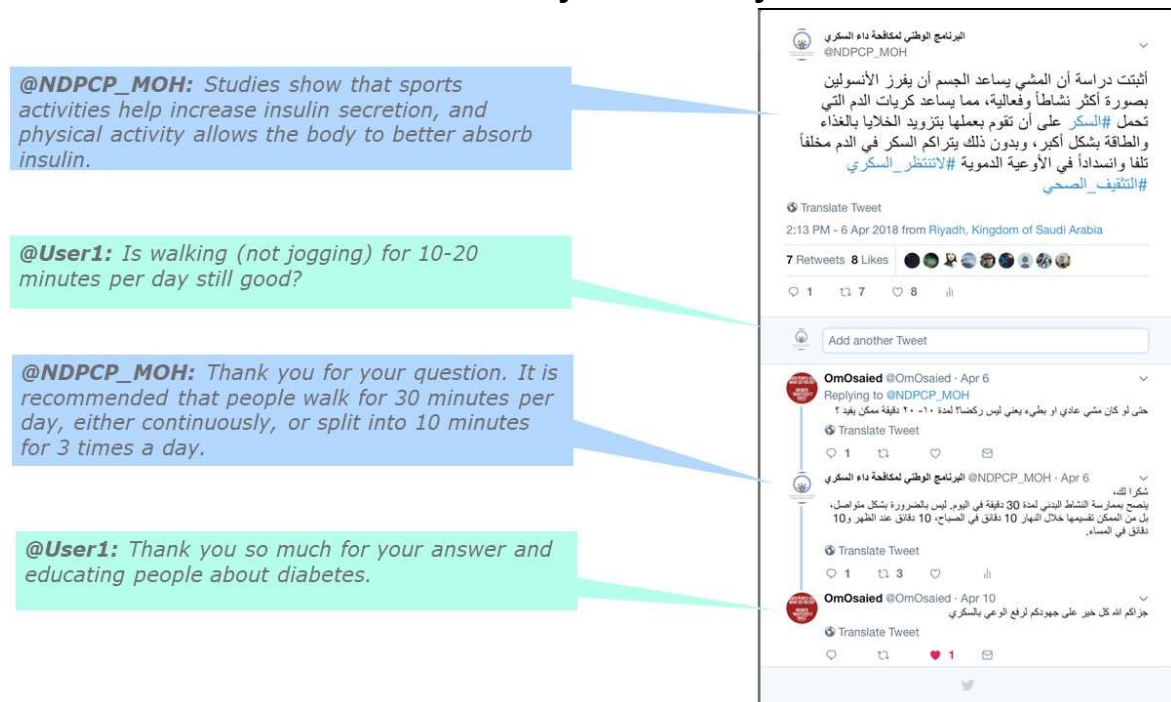 @NDPCP_MOH: Studies show that sports
activities help increase insulin secretion, and
physical activity allows the body to better absorb
insulin.
@User1: Is walking (not jogging) for 10-20
minutes per day still good?
@NDPCP_MOH: Thank you for your question. It is
recommended that people walk for 30 minutes per
day, either continuously, or split into 10 minutes
for 3 times a day.
@User1: Thank you so much for your answer and
educating people about diabetes.
البرنامج الوطني لمكافحة داء السكري
@NDPCP_MOH
أثبتت دراسة أن المشي يساعد الجسم أن يفرز الأنسولين
بصورة أكثر نشاطاً وفعالية، مما يساعد كريات الدم التي
تحمل #السكر على أن تقوم بعملها بتزويد الخلايا بالغذاء
والطاقة بشكل أكبر، وبدون ذلك يتراكم السكر في الدم مخلفاً
تلفا وانسداداً في الأوعية الدموية #لاتنتظر_السكري
#التثقيف_الصحي
Translate Tweet
2:13 PM - 6 Apr 2018 from Riyadh, Kingdom of Saudi Arabia
7 Retweets 8 Likes
1 7 8
Add another Tweet
OmOsaied @OmOsaied · Apr 6
Replying to @NDPCP_MOH
حتى لو كان مشي عادي او بطيء يعني ليس ركضا؟ لمدة ١٠- ٢٠ دقيقة ممكن يفيد ؟
Translate Tweet
1
البرنامج الوطني لمكافحة داء السكري @NDPCP_MOH · Apr 6
شكرا لك،
ينصح بممارسة النشاط البدني لمدة 30 دقيقة في اليوم. ليس بالضرورة بشكل متواصل،
بل من الممكن تقسيمها خلال النهار 10 دقائق في الصباح، 10 دقائق عند الظهر و10
دقائق في المساء.
Translate Tweet
1 3
OmOsaied @OmOsaied · Apr 10
جزاكم الله كل خير على جهودكم لرفع الوعي بالسكري
Translate Tweet
1